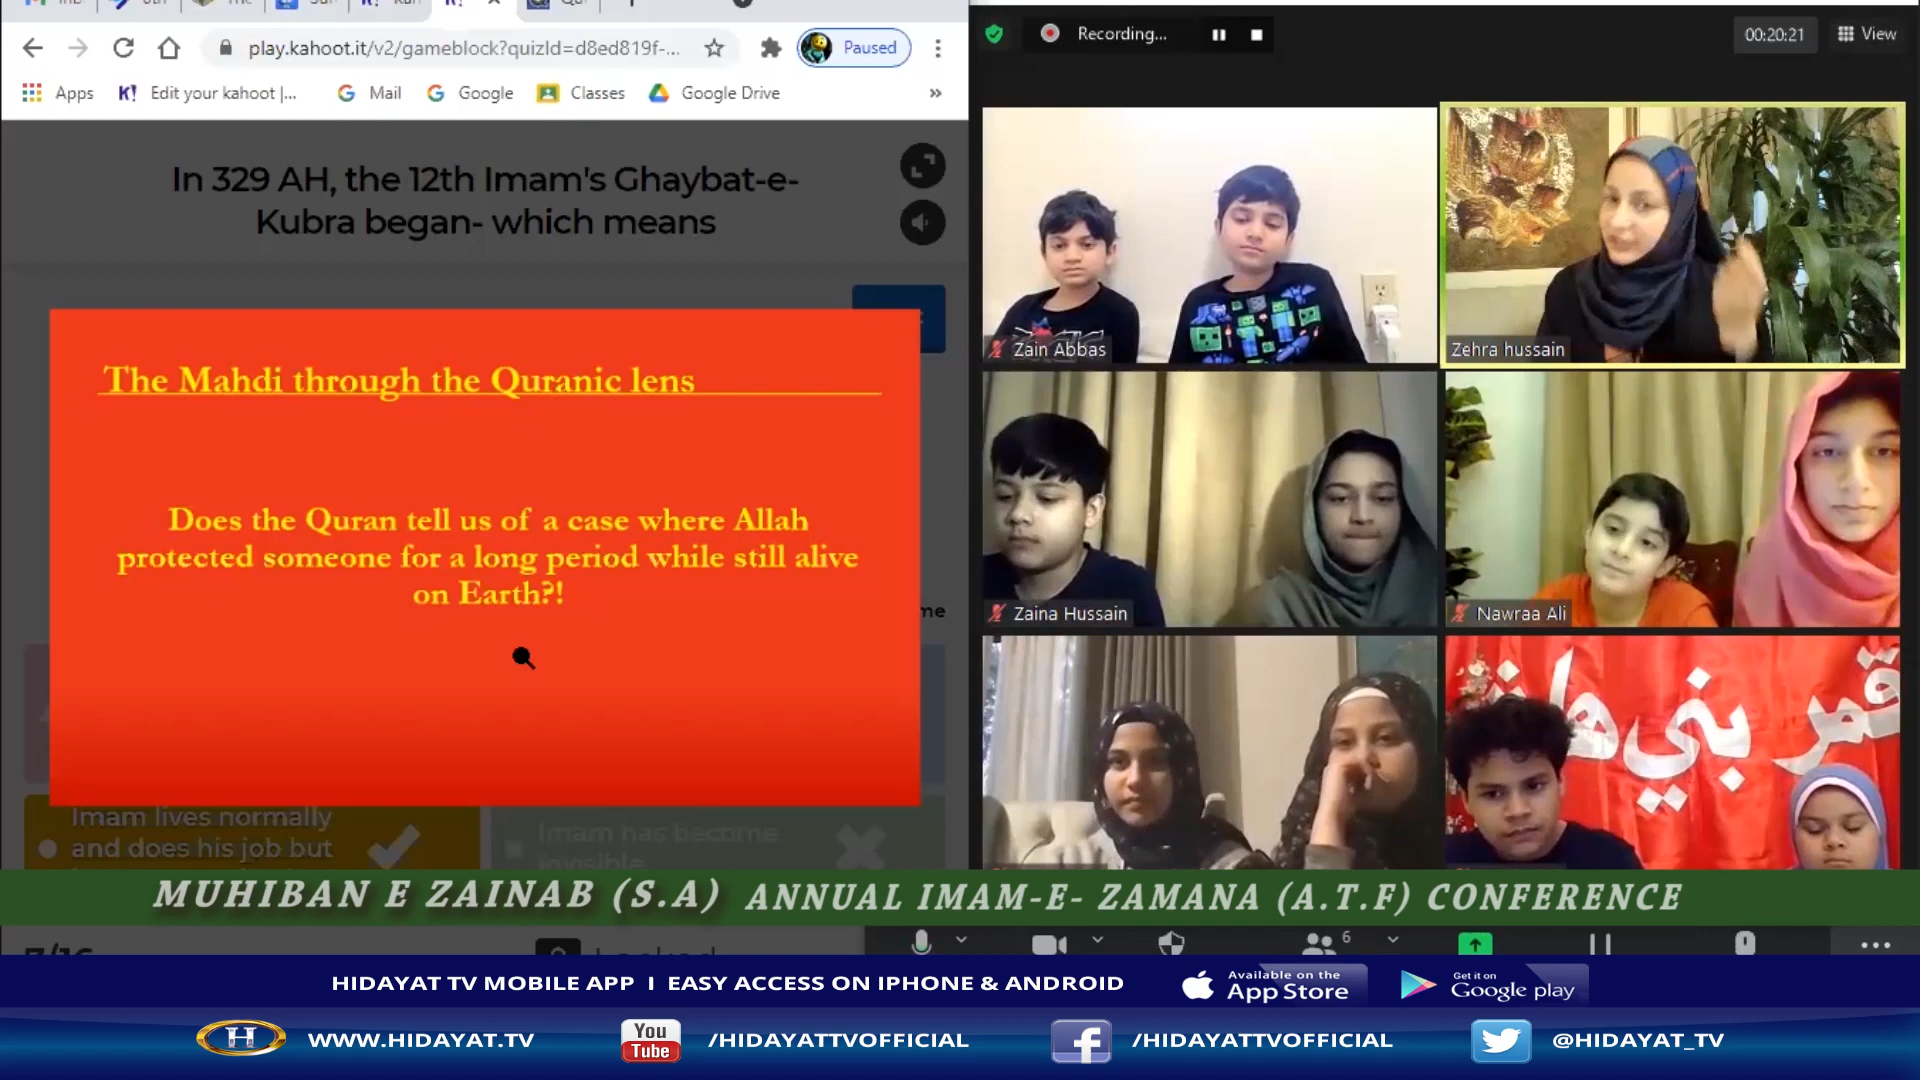 play.kahoot.it/v2/gameblock?quizId=d8ed819f-...
Paused
Apps
K! Edit your kahoot |...
Mail
Google
Classes
Google Drive
»
In 329 AH, the 12th Imam's Ghaybat-e-
Kubra began- which means
The Mahdi through the Quranic lens
Does the Quran tell us of a case where Allah
protected someone for a long period while still alive
on Earth?!
Imam lives normally
and does his job but
Imam has become
invisible
Recording...
00:20:21
View
Zain Abbas
Zehra hussain
Zaina Hussain
Nawraa Ali
قمر بني هاشم
MUHIBAN E ZAINAB (S.A) ANNUAL IMAM-E- ZAMANA (A.T.F) CONFERENCE
6
HIDAYAT TV MOBILE APP I EASY ACCESS ON IPHONE & ANDROID
Available on the
App Store
Get it on
Google play
H
WWW.HIDAYAT.TV
You
Tube
/HIDAYATTVOFFICIAL
f
/HIDAYATTVOFFICIAL
@HIDAYAT_TV